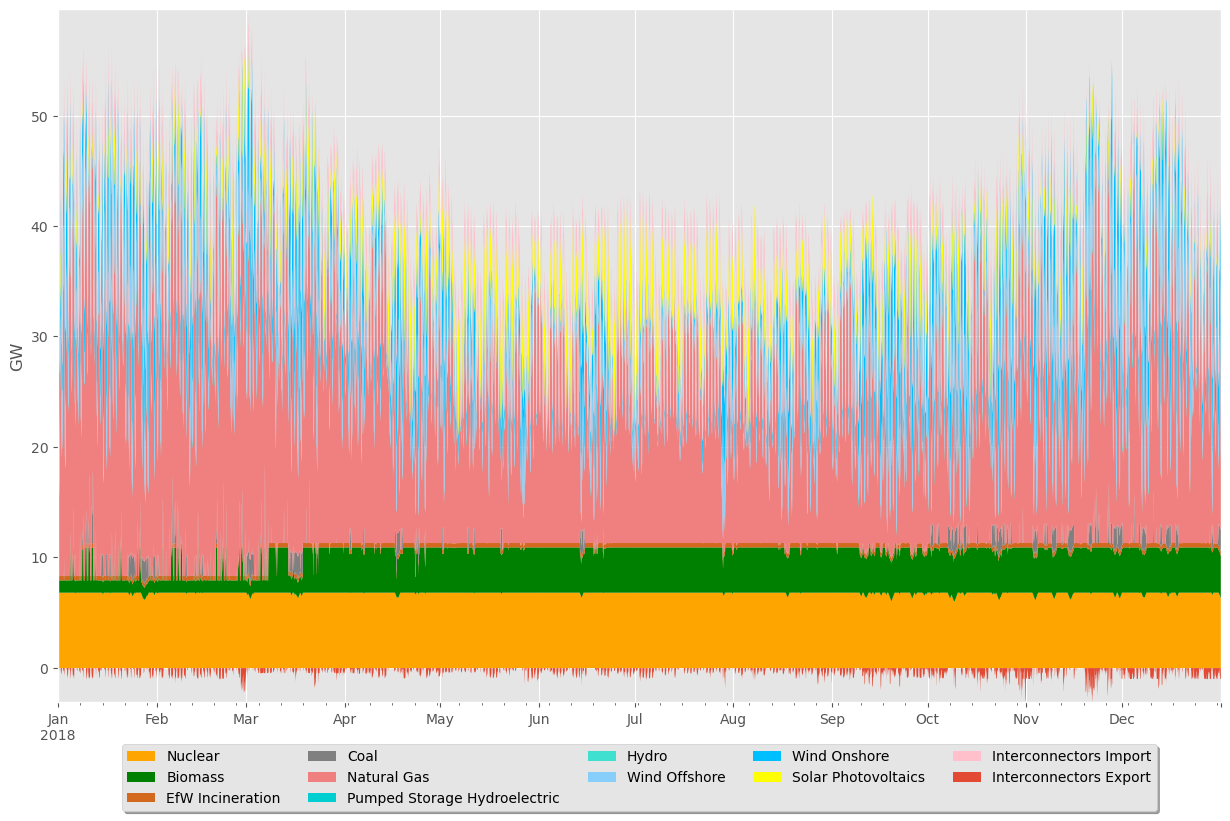 GW
50
40
30
20
10
0
Jan Feb Mar Apr May Jun Jul Aug Sep Oct Nov Dec
2018
Nuclear Coal Hydro Wind Onshore Interconnectors Import
Biomass Natural Gas Wind Offshore Solar Photovoltaics Interconnectors Export
EfW Incineration Pumped Storage Hydroelectric